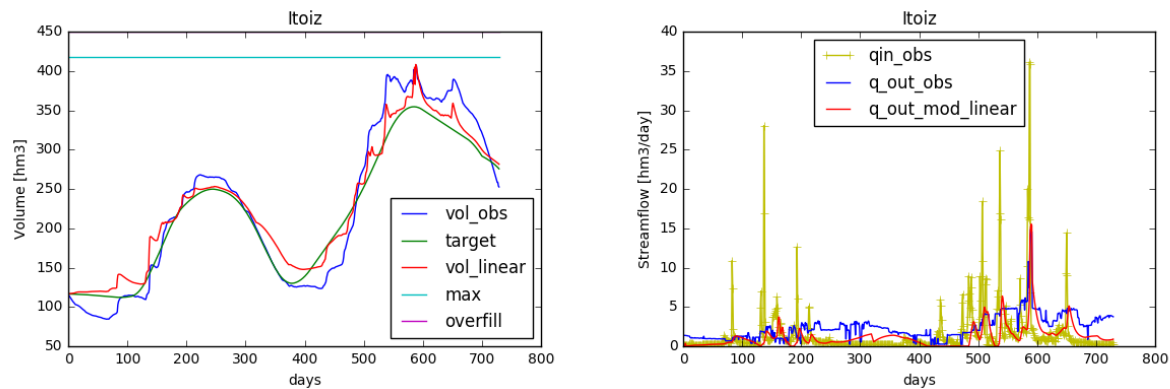 Itoiz
450
400
350
300
250
200
150
100
50
Volume [hm3]
vol_obs
target
vol_linear
max
overfill
0 100 200 300 400 500 600 700 800
days
Itoiz
40
35
30
25
20
15
10
5
0
Streamflow [hm3/day]
qin_obs
q_out_obs
q_out_mod_linear
0 100 200 300 400 500 600 700 800
days